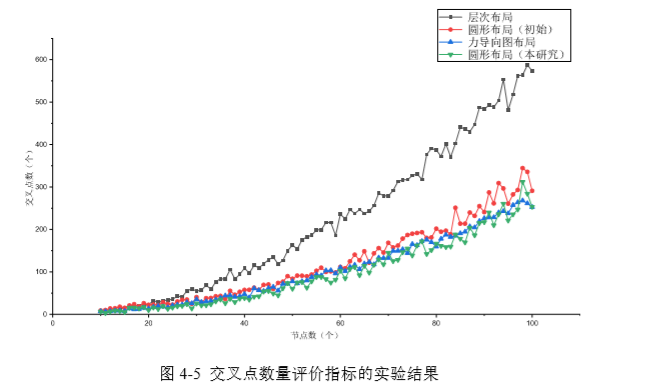 层次布局
圆形布局（初始）
力导向图布局
圆形布局（本研究）
600
500
400
300
200
100
0
交叉点数（个）
0
20
40
60
80
100
节点数（个）
图 4-5 交叉点数量评价指标的实验结果